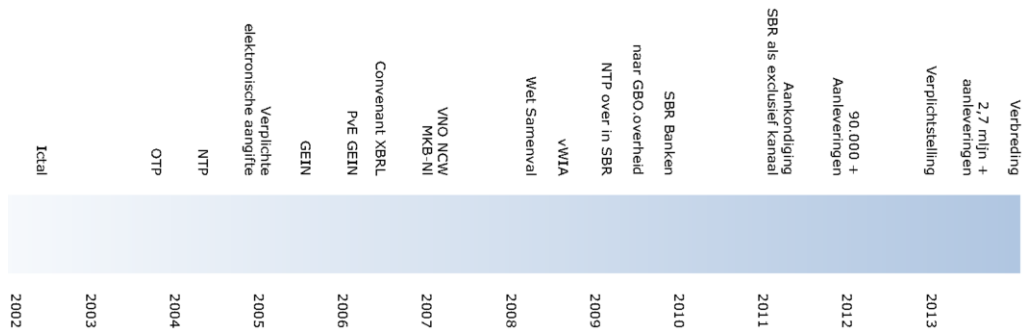 Ictal
OTP
NTP
Verplichte
elektronische aangifte
GEIN
PvE GEIN
Convenant XBRL
VNO NCW
MKB-Nl
Wet Samenval
vWIA
NTP over in SBR
naar GBO.overheid
SBR Banken
Aankondiging
SBR als exclusief kanaal
90.000 +
Aanleveringen
Verplichtstelling
2,7 mljn +
aanleveringen
Verbreding
2002
2003
2004
2005
2006
2007
2008
2009
2010
2011
2012
2013